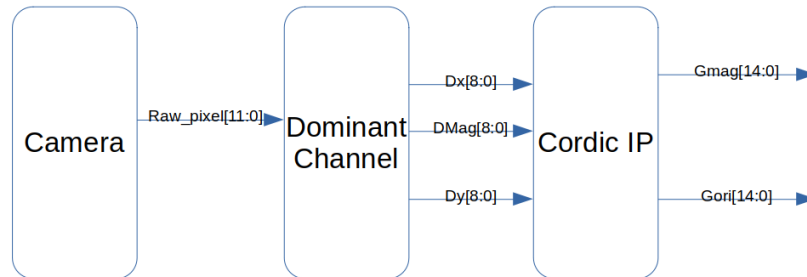 Camera
Raw_pixel[11:0]
Dominant
Channel
Dx[8:0]
DMag[8:0]
Dy[8:0]
Cordic IP
Gmag[14:0]
Gori[14:0]